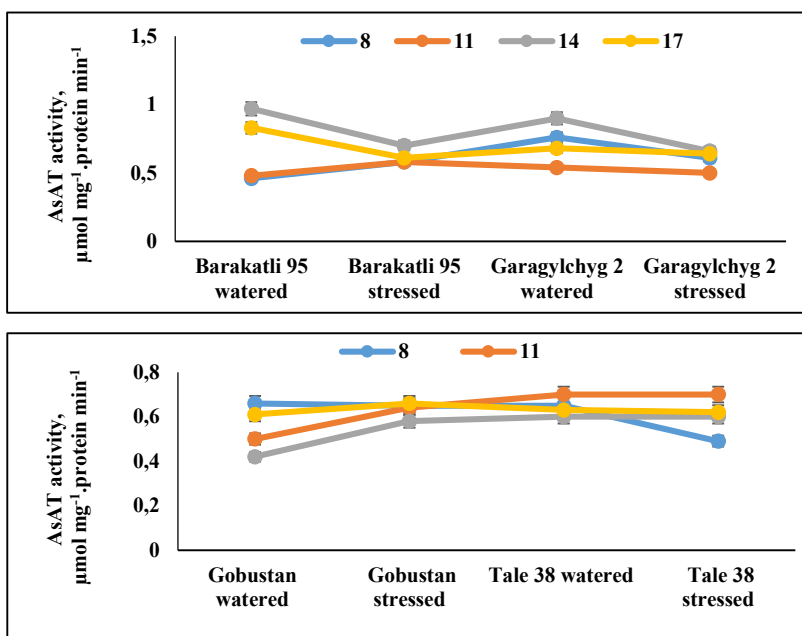 AsAT activity,
µmol mg⁻¹.protein min⁻¹
1,5
1
0,5
0
8 11 14 17
Barakatli 95 watered
Barakatli 95 stressed
Garagylchyg 2 watered
Garagylchyg 2 stressed
AsAT activity,
µmol mg⁻¹.protein min⁻¹
0,8
0,6
0,4
0,2
0
8 11
Gobustan watered
Gobustan stressed
Tale 38 watered
Tale 38 stressed